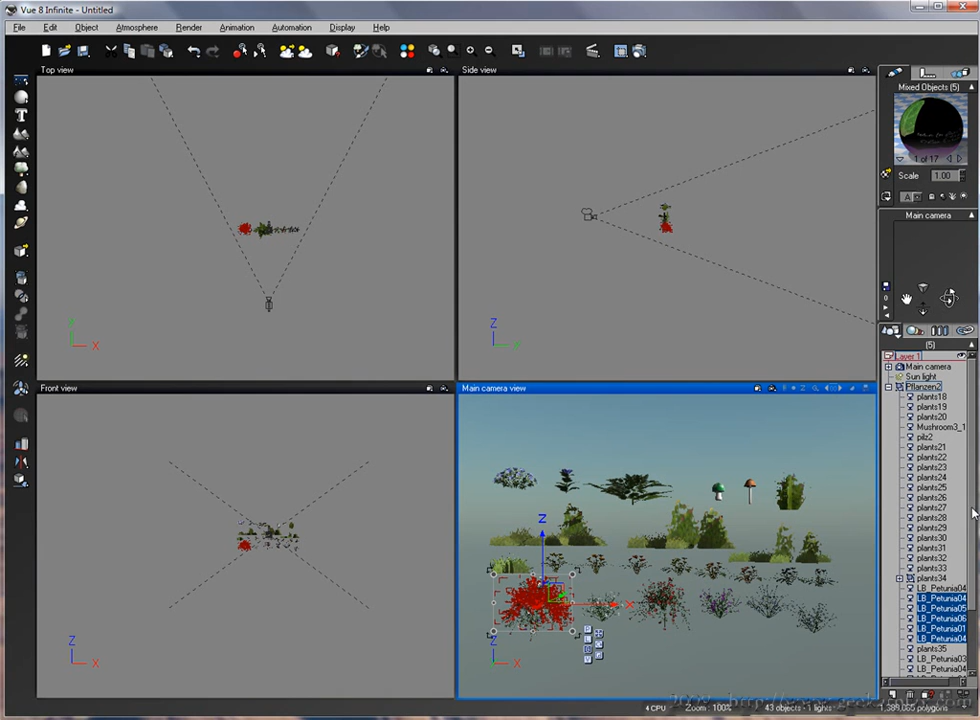 Vue 8 Infinite - Untitled
File Edit Object Atmosphere Render Animation Automation Display Help
Top view
Side view
Mixed Objects (5)
1 of 17
Scale 1.00
Main camera
Z
X
Z
(5)
Layer 1
Main camera
Sun light
Pflanzen2
plants18
plants19
plants20
Mushroom3_1
pilz2
plants21
plants22
plants23
plants24
plants25
plants26
plants27
plants28
plants29
plants30
plants31
plants32
plants33
plants34
LB_Petunia04
LB_Petunia04
LB_Petunia05
LB_Petunia06
LB_Petunia01
LB_Petunia04
plants35
LB_Petunia03
Front view
Main camera view
Z
X
Z
X
Z
X
4 CPU Zoom : 100% 43 objects - 1 lights